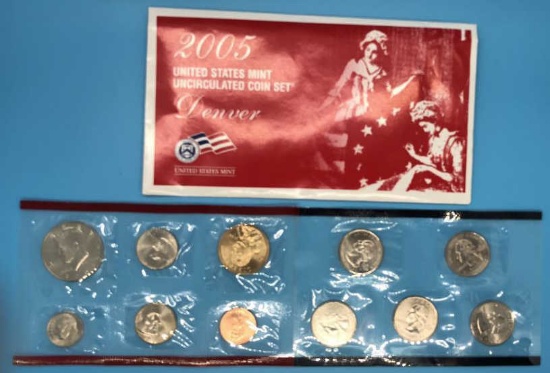 2005
UNITED STATES MINT
UNCIRCULATED COIN SET®
Denver
UNITED STATES MINT